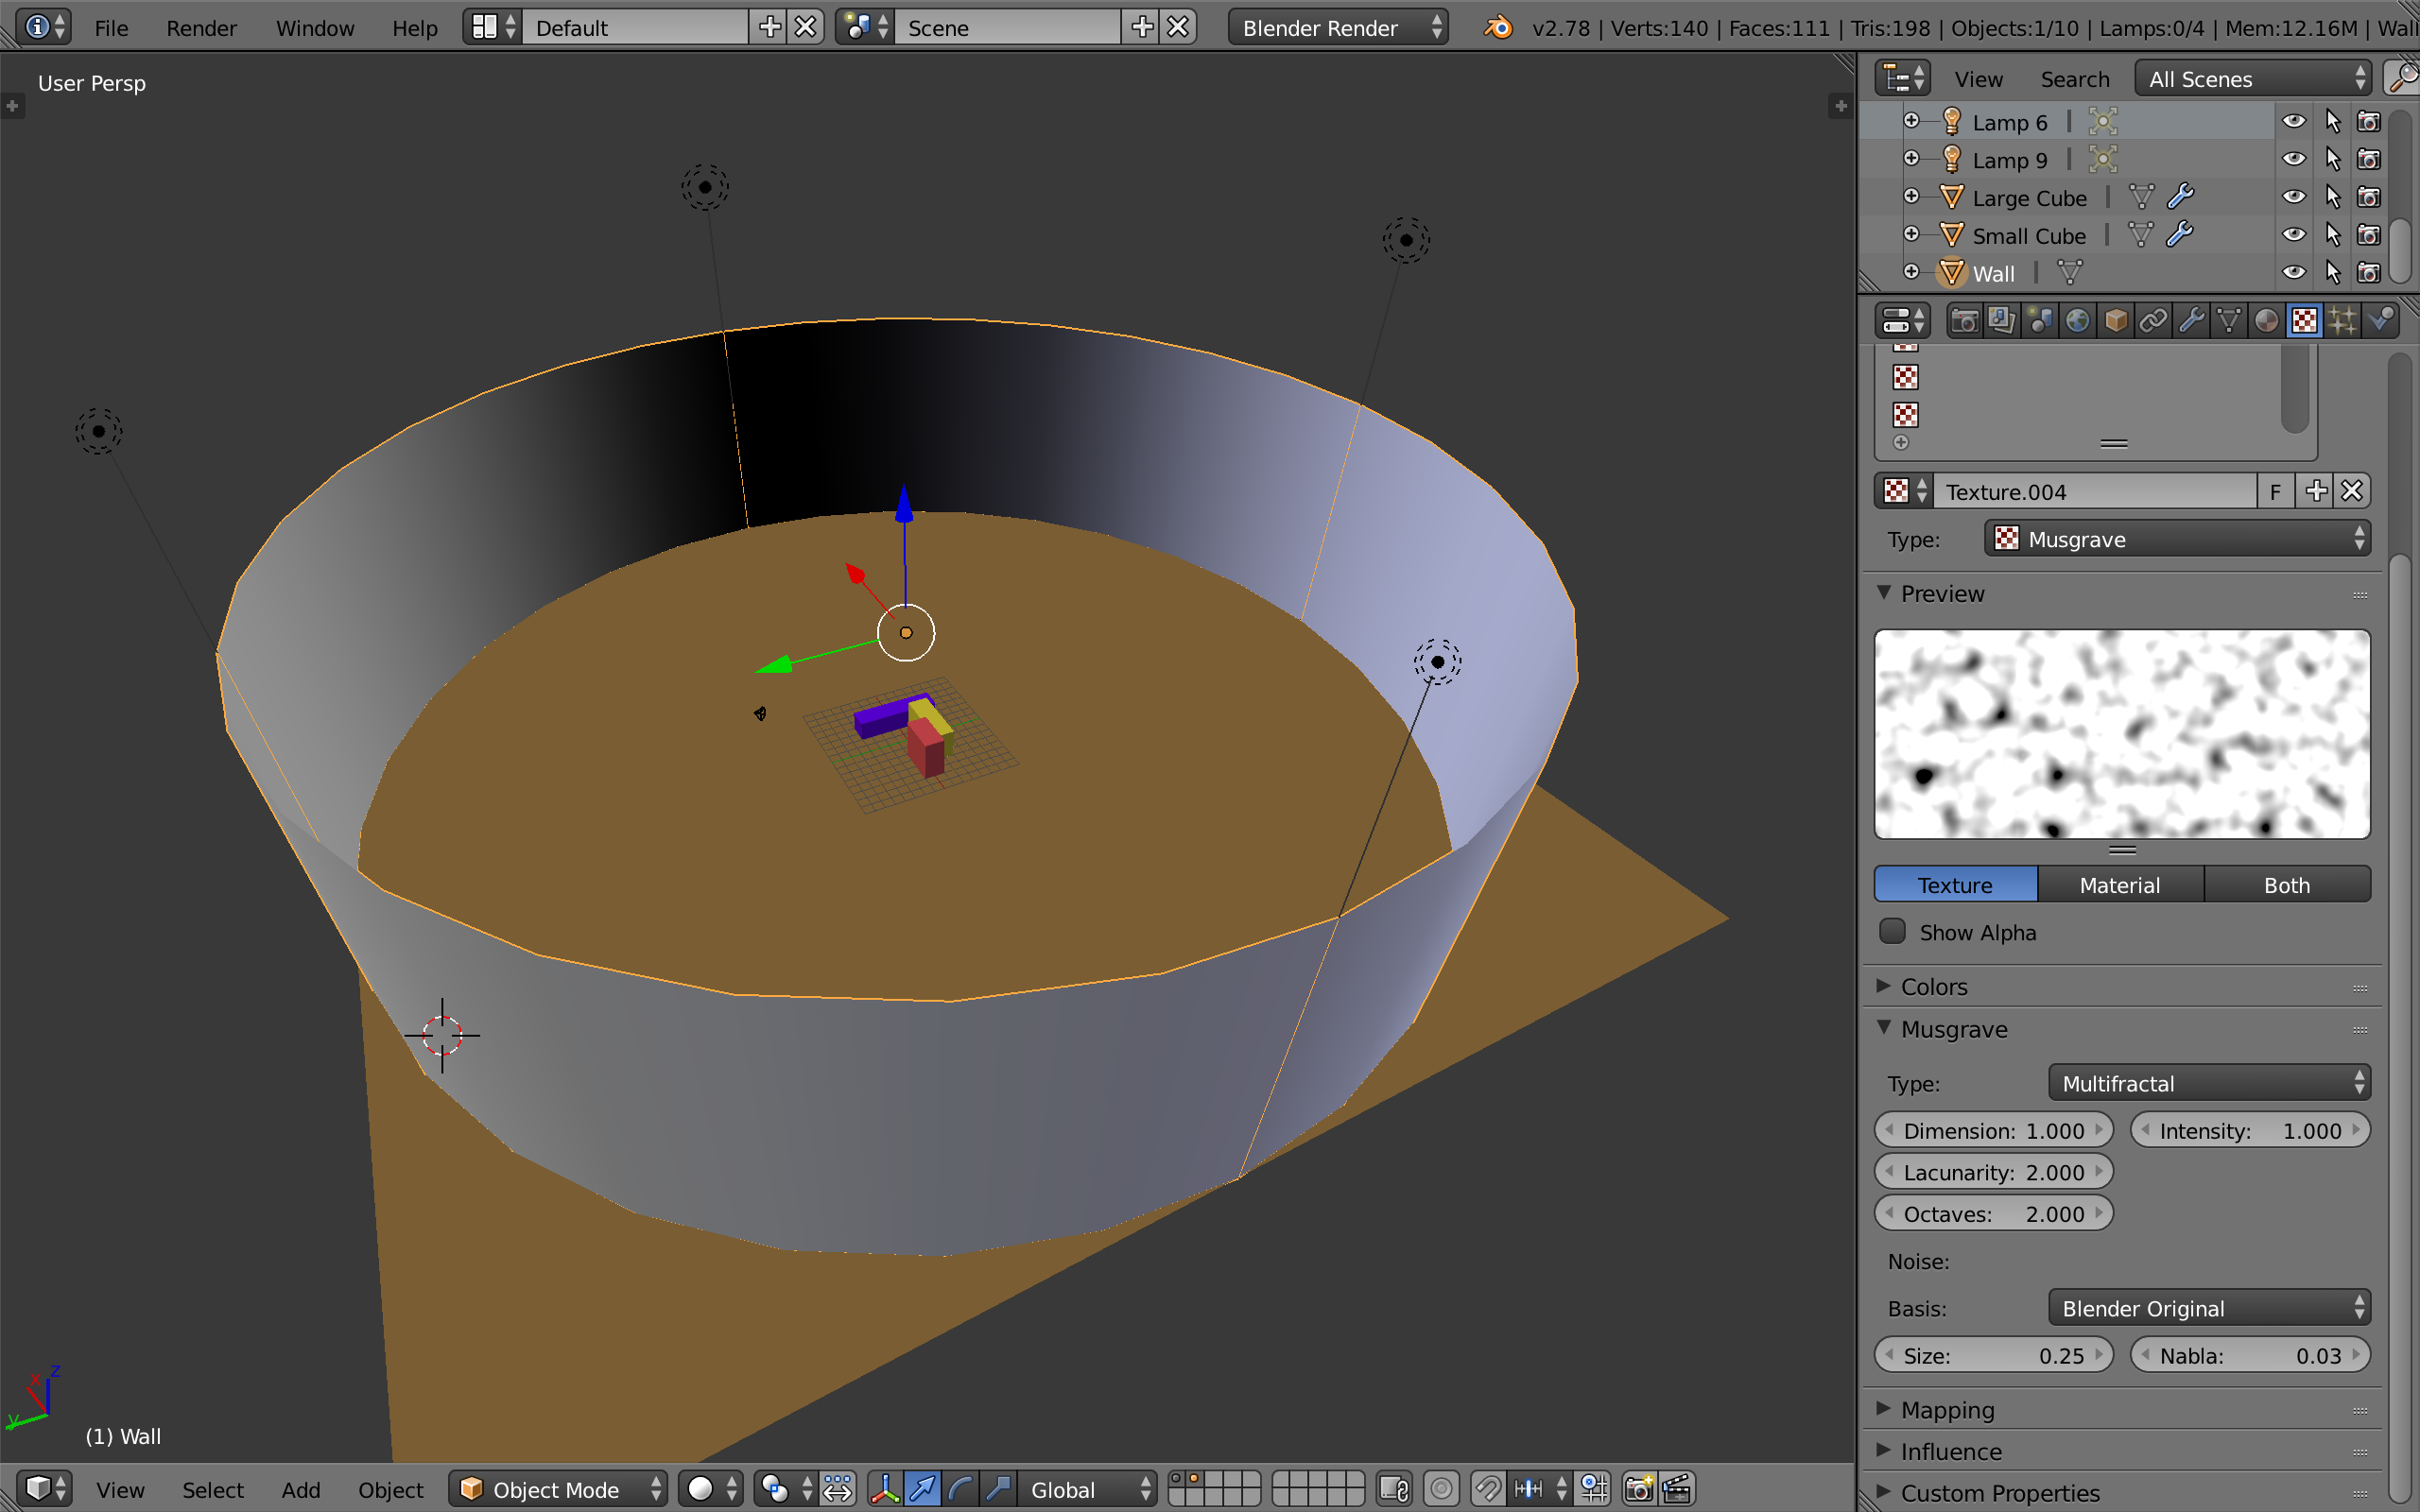 File Render Window Help Default Scene Blender Render v2.78 | Verts:140 | Faces:111 | Tris:198 | Objects:1/10 | Lamps:0/4 | Mem:12.16M | Wall
User Persp
View Search All Scenes
Lamp 6
Lamp 9
Large Cube
Small Cube
Wall
Texture.004 F
Type: Musgrave
Preview
Texture Material Both
Show Alpha
Colors
Musgrave
Type: Multifractal
Dimension: 1.000 Intensity: 1.000
Lacunarity: 2.000
Octaves: 2.000
Noise:
Basis: Blender Original
Size: 0.25 Nabla: 0.03
Mapping
Influence
Custom Properties
z
x
y
(1) Wall
View Select Add Object Object Mode Global